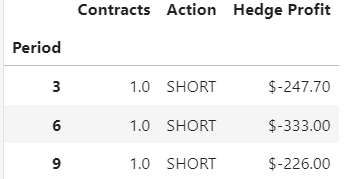 Contracts Action Hedge Profit
Period
3 1.0 SHORT $-247.70
6 1.0 SHORT $-333.00
9 1.0 SHORT $-226.00